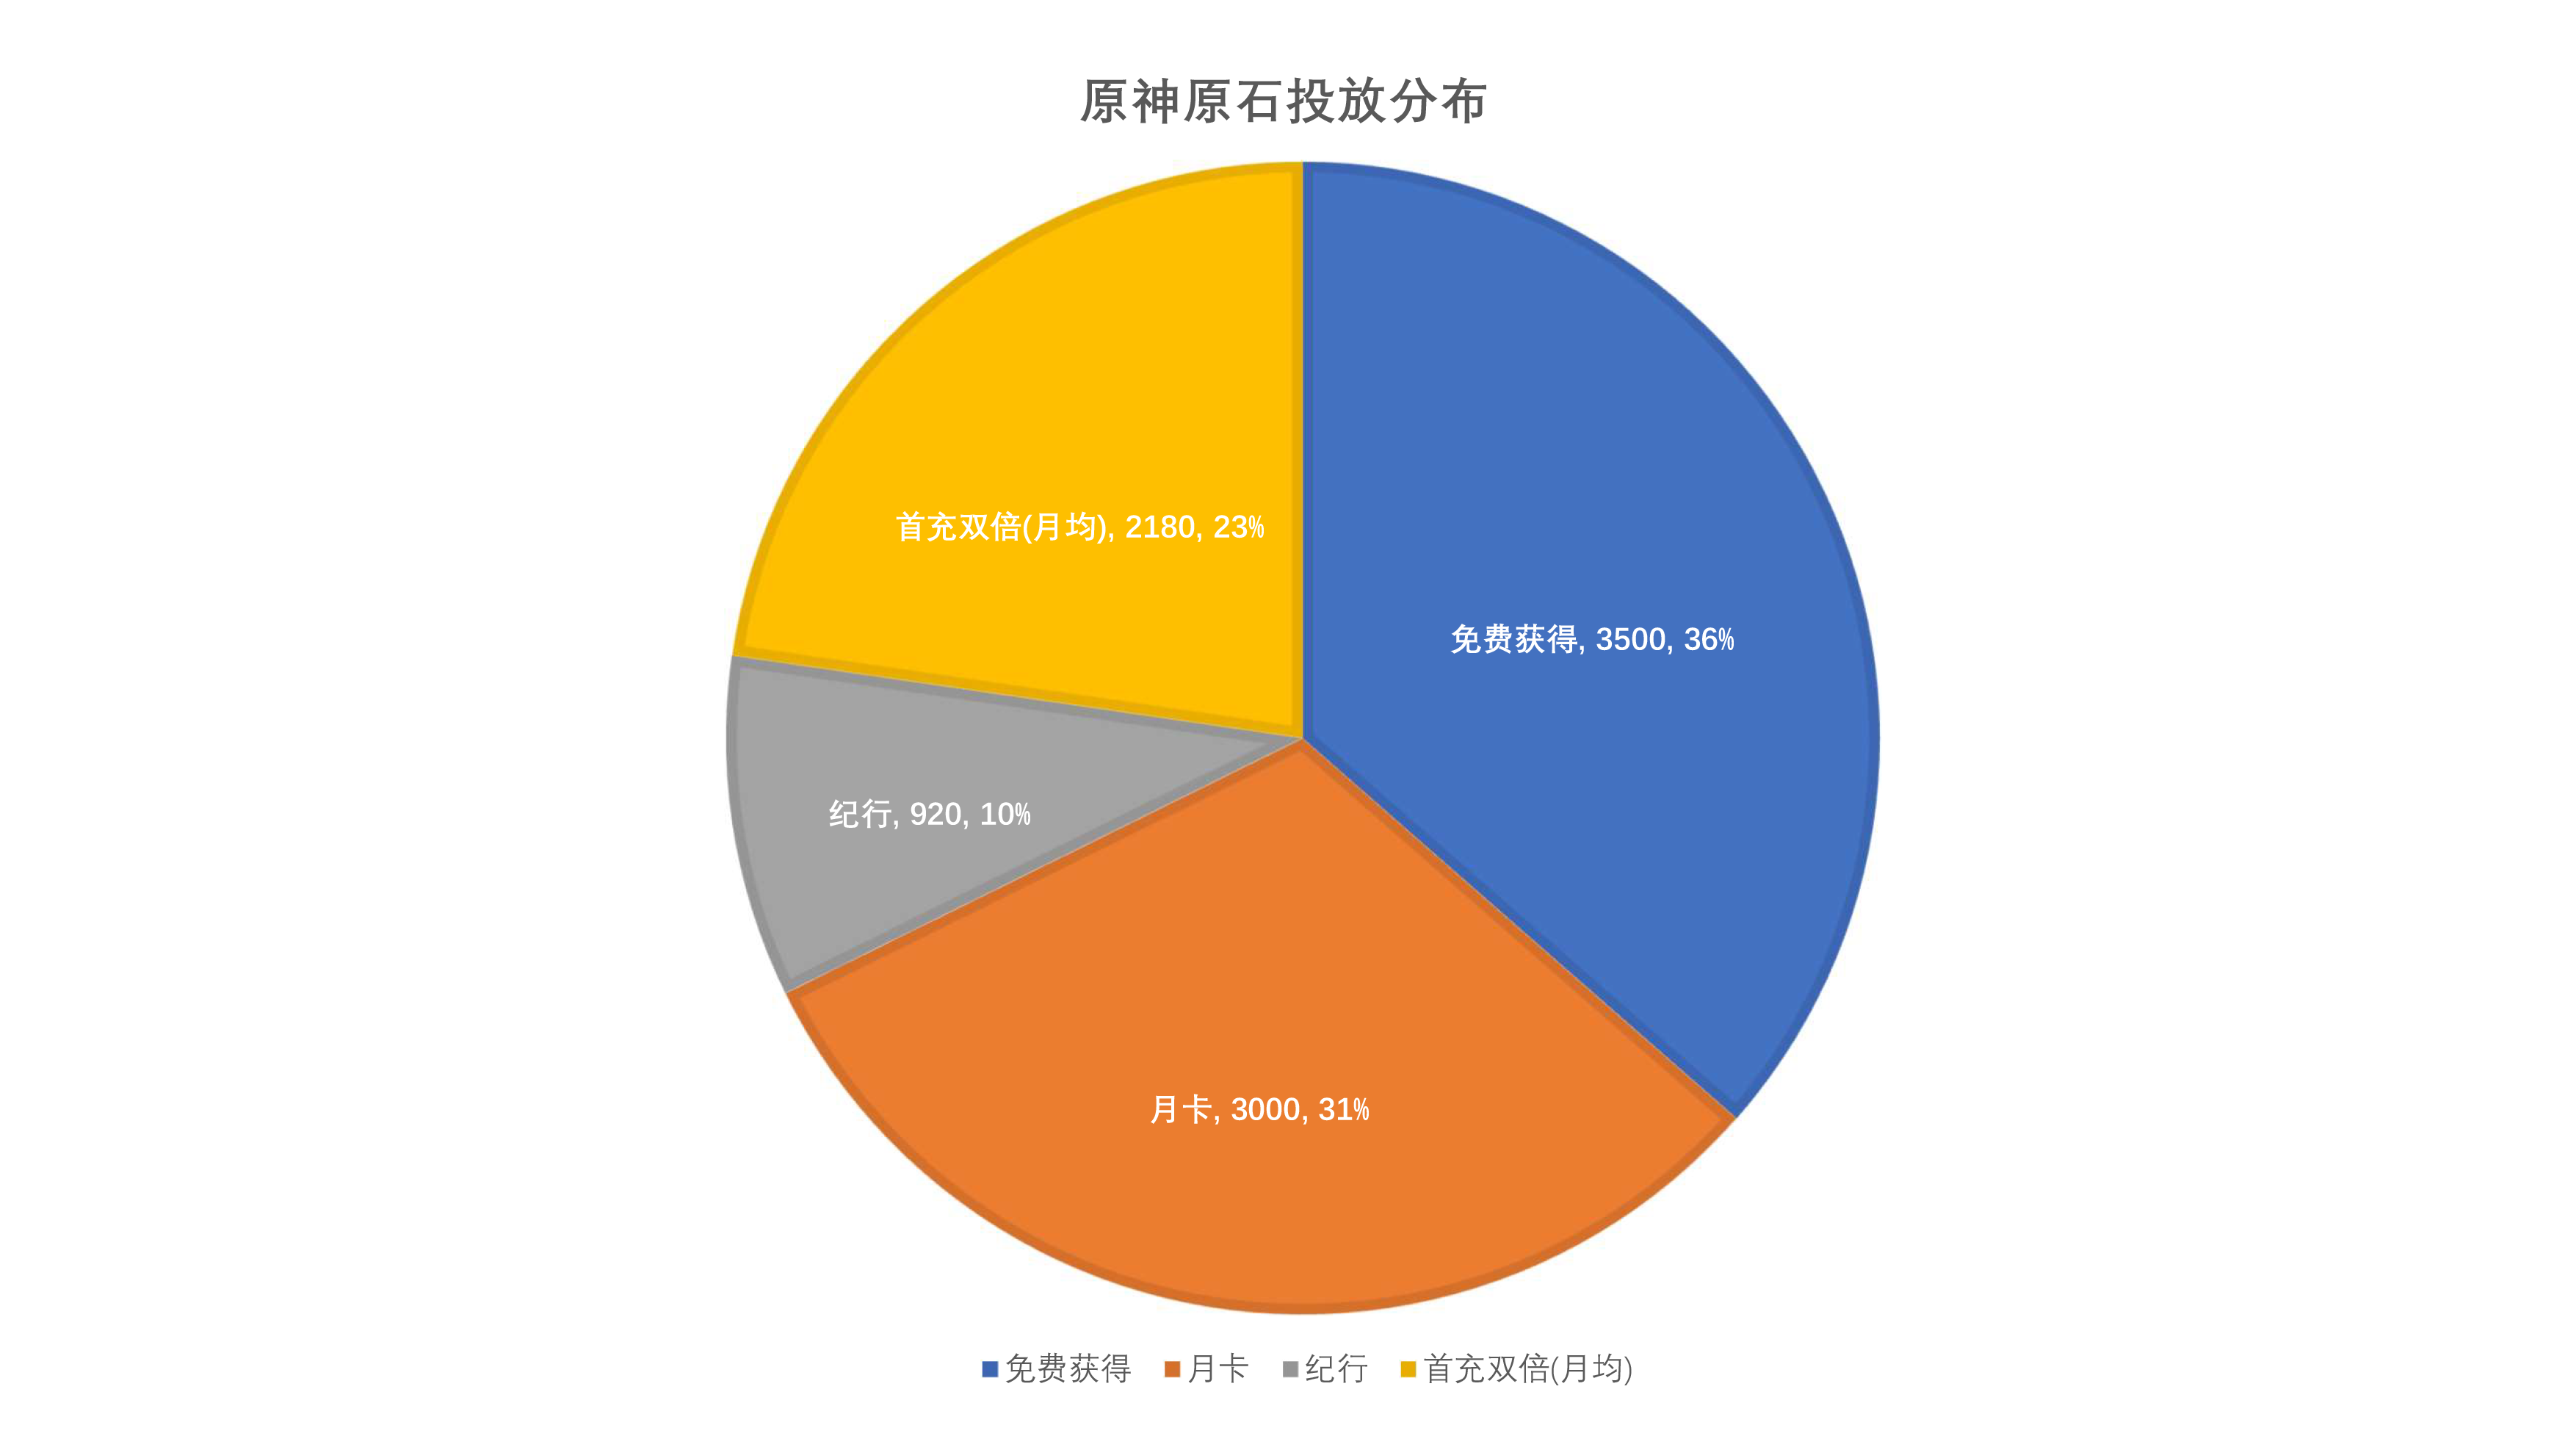 原神原石投放分布
首充双倍(月均), 2180, 23%
免费获得, 3500, 36%
纪行, 920, 10%
月卡, 3000, 31%
免费获得 月卡 纪行 首充双倍(月均)